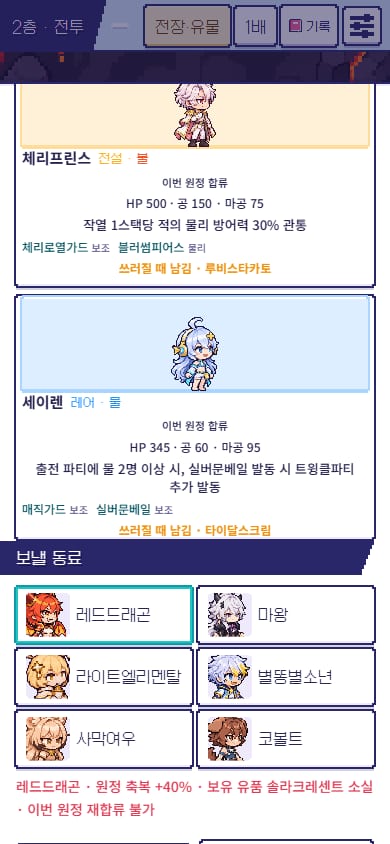 2층 · 전투
전장·유물
1배
기록
체리프린스 전설 · 불
이번 원정 합류
HP 500 · 공 150 · 마공 75
작열 1스택당 적의 물리 방어력 30% 관통
체리로열가드 보조 블러썸피어스 물리
쓰러질 때 남김 · 루비스타카토
세이렌 레어 · 물
이번 원정 합류
HP 345 · 공 60 · 마공 95
출전 파티에 물 2명 이상 시, 실버문베일 발동 시 트윙클파티
추가 발동
매직가드 보조 실버문베일 보조
쓰러질 때 남김 · 타이달스크림
보낼 동료
레드드래곤
마왕
라이트엘리멘탈
별똥별소년
사막여우
코볼트
레드드래곤 · 원정 축복 +40% · 보유 유품 솔라크레센트 소실
· 이번 원정 재합류 불가